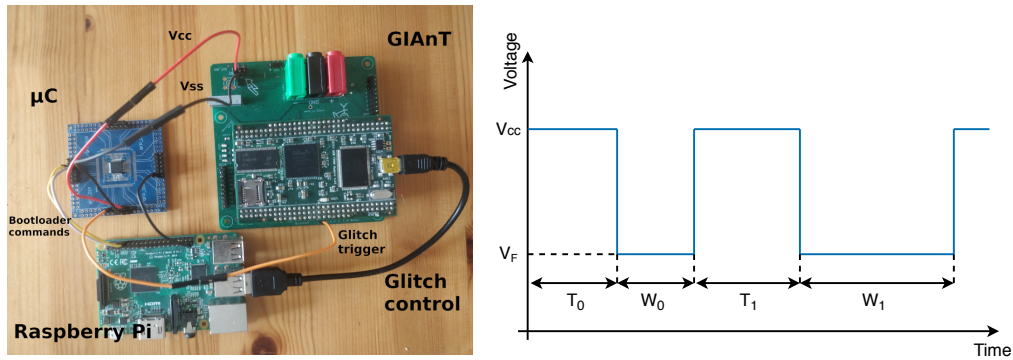 Vcc
GIAnT
Vss
μC
Bootloader
commands
Glitch
trigger
Glitch
control
Raspberry Pi
HDMI
Voltage
Vcc
VF
T0
W0
T1
W1
Time